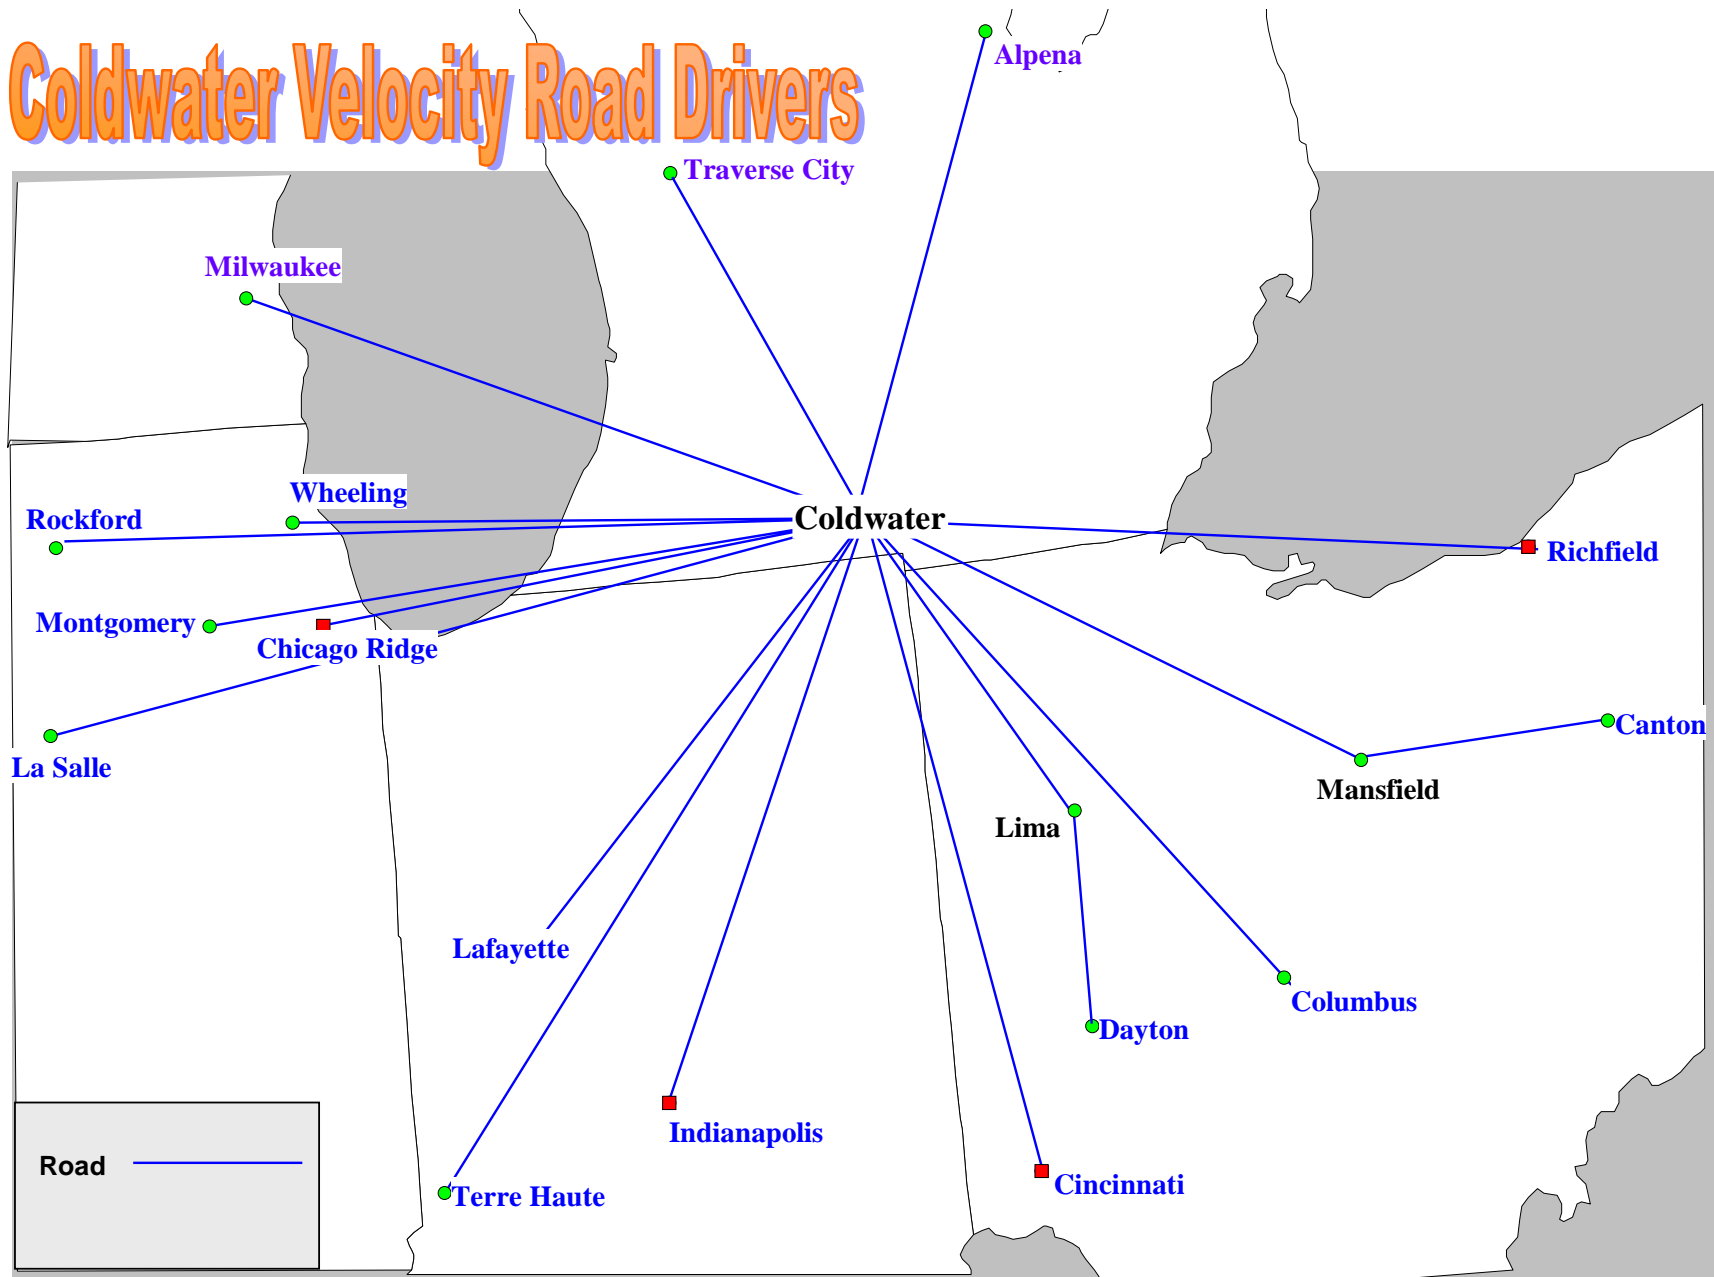 Coldwater Velocity Road Drivers
Alpena
Traverse City
Milwaukee
Wheeling
Rockford
Coldwater
Richfield
Montgomery
Chicago Ridge
La Salle
Canton
Mansfield
Lima
Lafayette
Columbus
Dayton
Indianapolis
Cincinnati
Terre Haute
Road